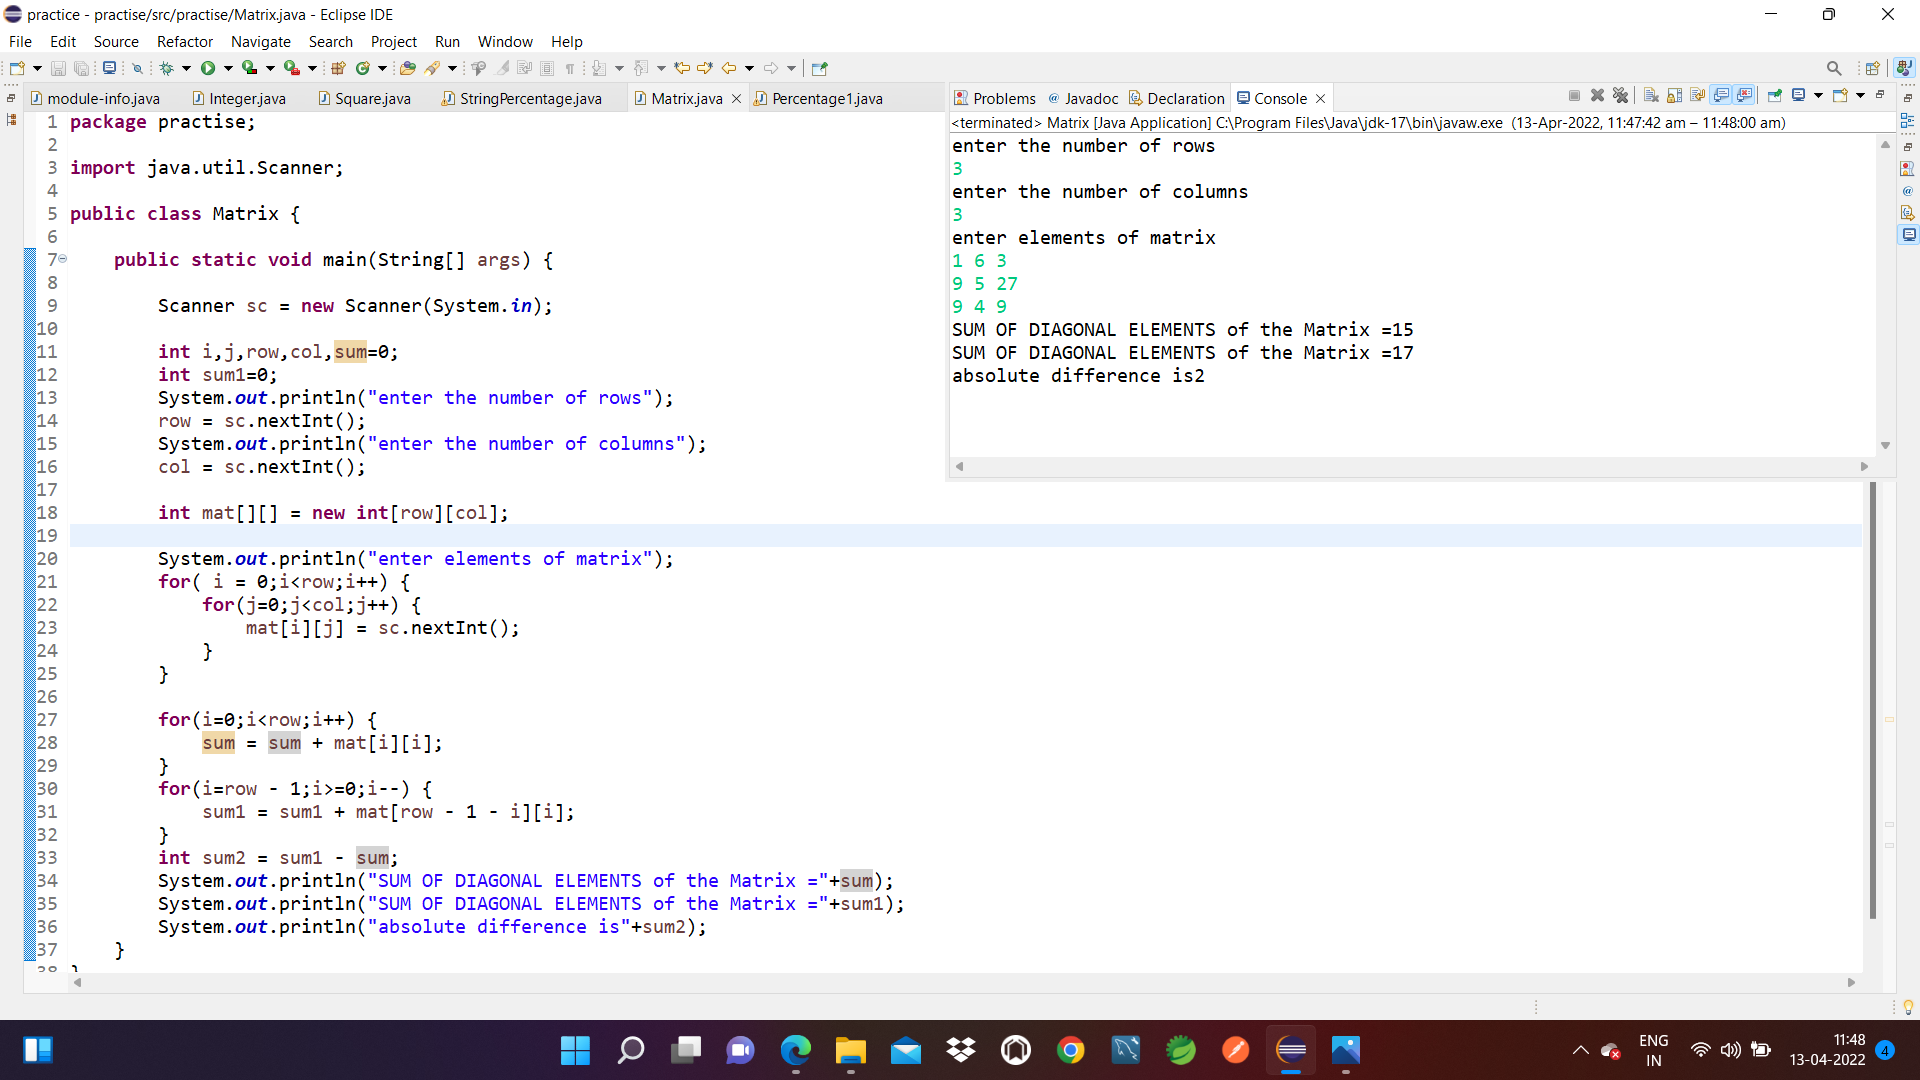 practice - practise/src/practise/Matrix.java - Eclipse IDE
File Edit Source Refactor Navigate Search Project Run Window Help
module-info.java Integer.java Square.java StringPercentage.java Matrix.java Percentage1.java
1 package practise;
2
3 import java.util.Scanner;
4
5 public class Matrix {
6
7 public static void main(String[] args) {
8
9 Scanner sc = new Scanner(System.in);
10
11 int i,j,row,col,sum=0;
12 int sum1=0;
13 System.out.println("enter the number of rows");
14 row = sc.nextInt();
15 System.out.println("enter the number of columns");
16 col = sc.nextInt();
17
18 int mat[][] = new int[row][col];
19
20 System.out.println("enter elements of matrix");
21 for( i = 0;i<row;i++) {
22 for(j=0;j<col;j++) {
23 mat[i][j] = sc.nextInt();
24 }
25 }
26
27 for(i=0;i<row;i++) {
28 sum = sum + mat[i][i];
29 }
30 for(i=row - 1;i>=0;i--) {
31 sum1 = sum1 + mat[row - 1 - i][i];
32 }
33 int sum2 = sum1 - sum;
34 System.out.println("SUM OF DIAGONAL ELEMENTS of the Matrix ="+sum);
35 System.out.println("SUM OF DIAGONAL ELEMENTS of the Matrix ="+sum1);
36 System.out.println("absolute difference is"+sum2);
37 }
38 }
Problems Javadoc Declaration Console
<terminated> Matrix [Java Application] C:\Program Files\Java\jdk-17\bin\javaw.exe (13-Apr-2022, 11:47:42 am – 11:48:00 am)
enter the number of rows
3
enter the number of columns
3
enter elements of matrix
1 6 3
9 5 27
9 4 9
SUM OF DIAGONAL ELEMENTS of the Matrix =15
SUM OF DIAGONAL ELEMENTS of the Matrix =17
absolute difference is2
ENG
IN
11:48
13-04-2022
4